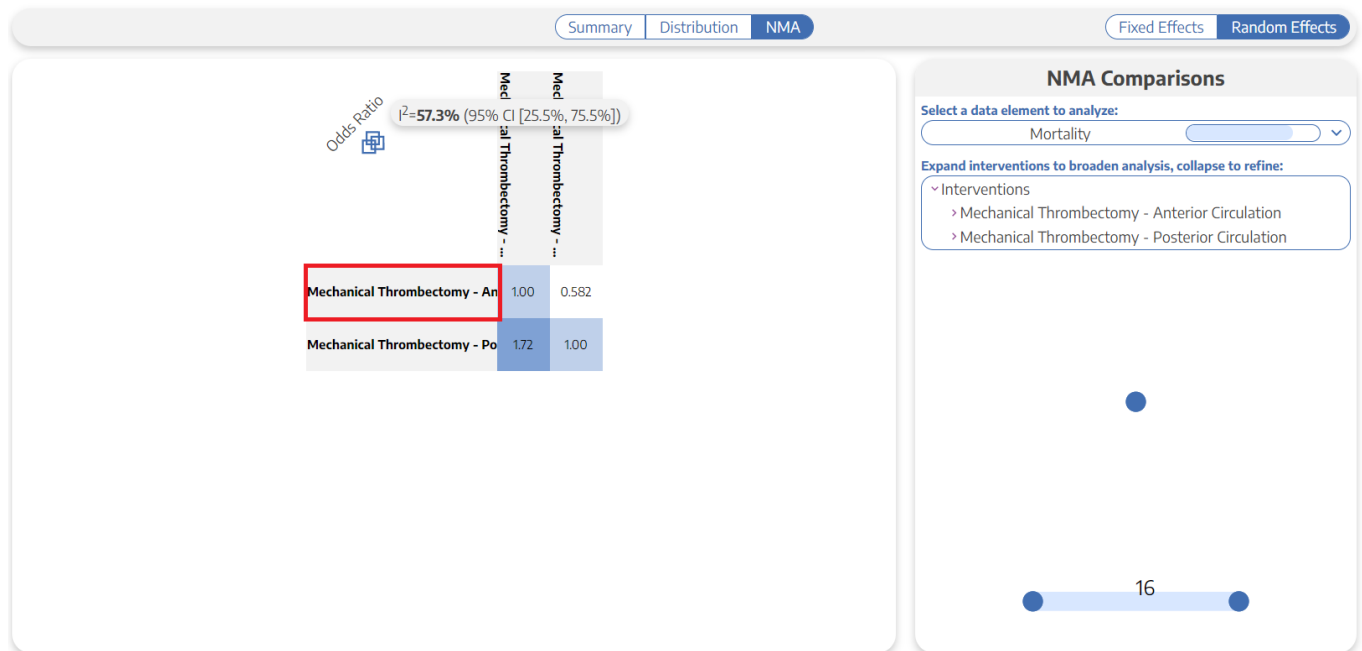 Summary Distribution NMA
Fixed Effects Random Effects
Odds Ratio
I²=57.3% (95% CI [25.5%, 75.5%])
Mec al Thrombectomy - ...
Mec al Thrombectomy - ...
Mechanical Thrombectomy - An 1.00 0.582
Mechanical Thrombectomy - Po 1.72 1.00
NMA Comparisons
Select a data element to analyze:
Mortality
Expand interventions to broaden analysis, collapse to refine:
Interventions
Mechanical Thrombectomy - Anterior Circulation
Mechanical Thrombectomy - Posterior Circulation
16